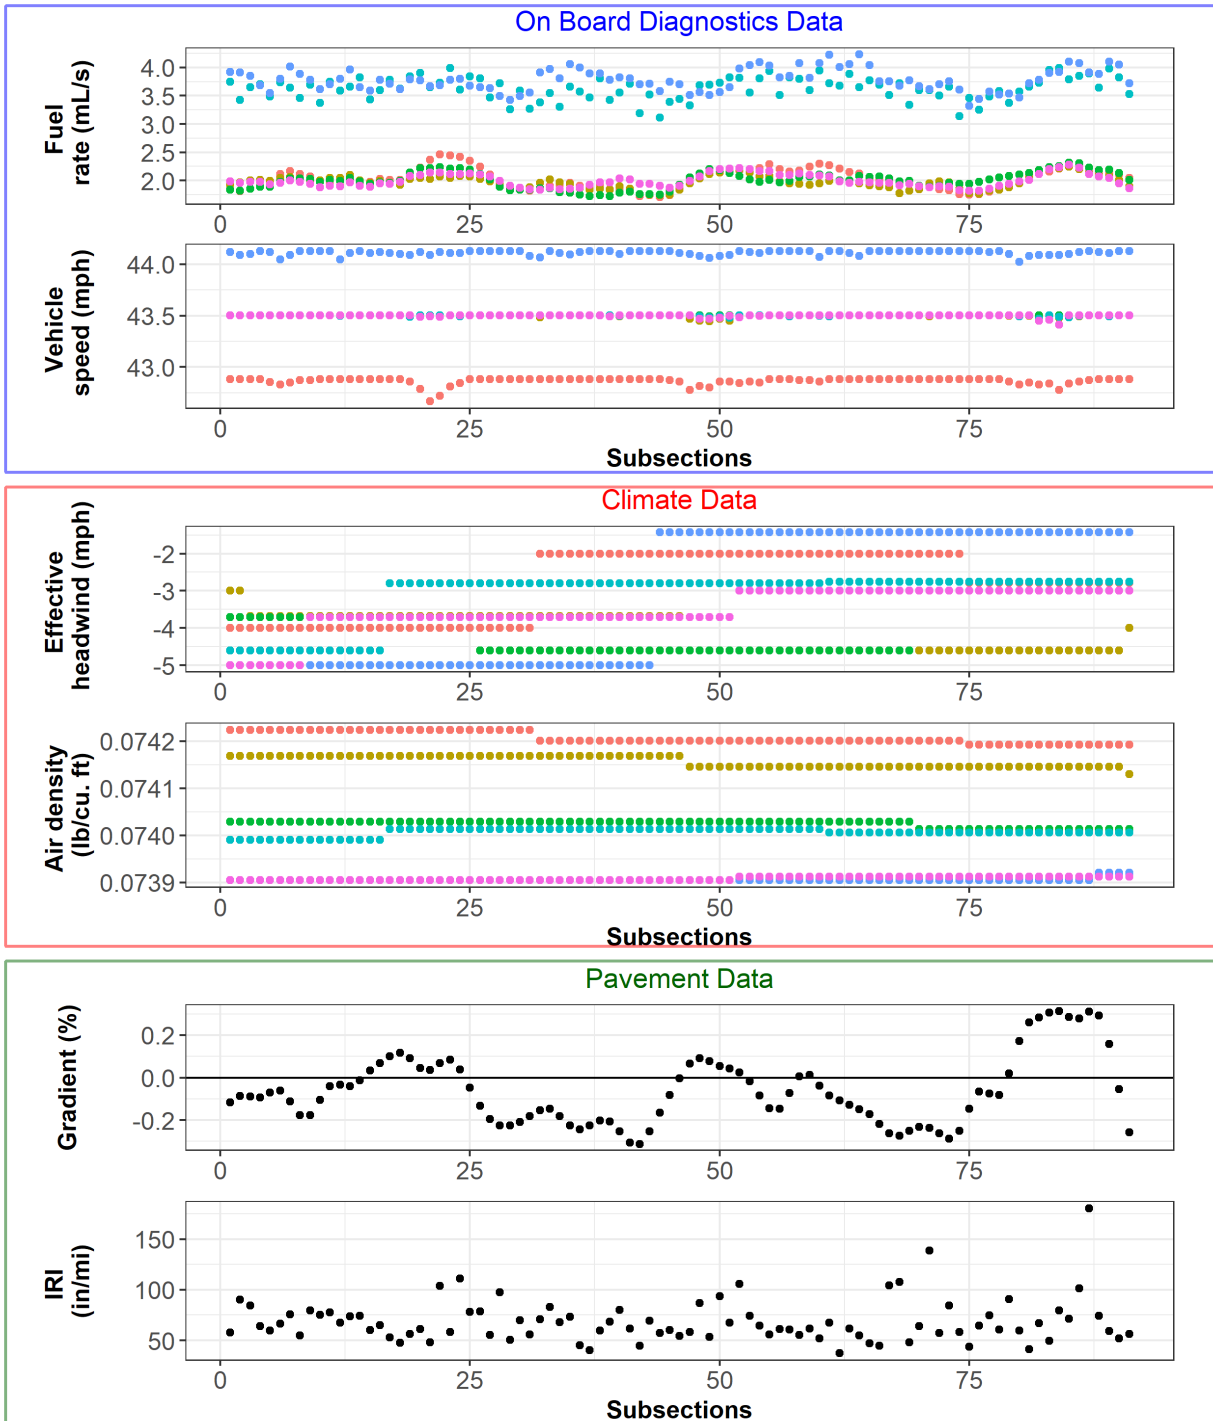 On Board Diagnostics Data
Fuel
rate (mL/s)
4.0
3.5
3.0
2.5
2.0
0
25
50
75
Vehicle
speed (mph)
44.0
43.5
43.0
0
25
50
75
Subsections
Climate Data
Effective
headwind (mph)
-2
-3
-4
-5
0
25
50
75
Air density
(lb/cu. ft)
0.0742
0.0741
0.0740
0.0739
0
25
50
75
Subsections
Pavement Data
Gradient (%)
0.2
0.0
-0.2
0
25
50
75
IRI
(in/mi)
150
100
50
0
25
50
75
Subsections